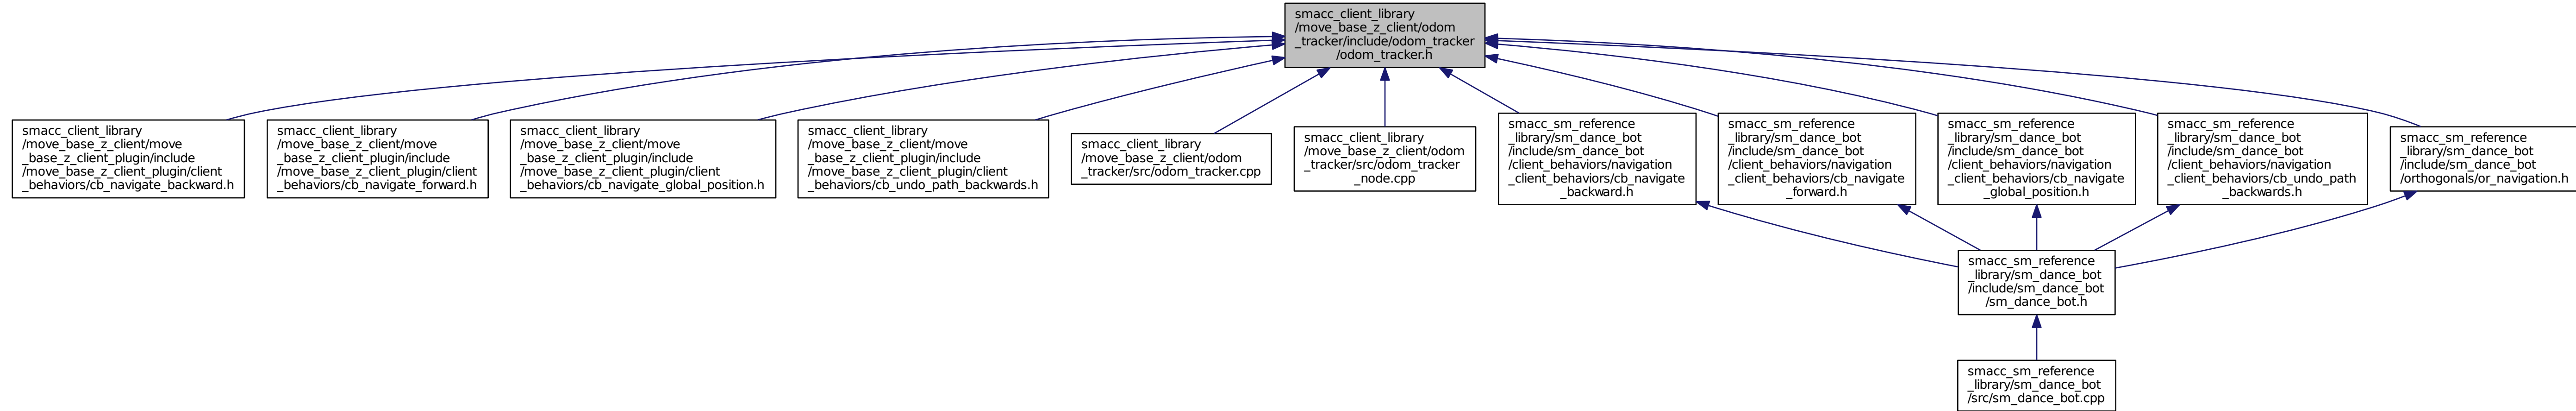 smacc_client_library
/move_base_z_client/odom
_tracker/include/odom_tracker
/odom_tracker.h
smacc_client_library
/move_base_z_client/move
_base_z_client_plugin/include
/move_base_z_client_plugin/client
_behaviors/cb_navigate_backward.h
smacc_client_library
/move_base_z_client/move
_base_z_client_plugin/include
/move_base_z_client_plugin/client
_behaviors/cb_navigate_forward.h
smacc_client_library
/move_base_z_client/move
_base_z_client_plugin/include
/move_base_z_client_plugin/client
_behaviors/cb_navigate_global_position.h
smacc_client_library
/move_base_z_client/move
_base_z_client_plugin/include
/move_base_z_client_plugin/client
_behaviors/cb_undo_path_backwards.h
smacc_client_library
/move_base_z_client/odom
_tracker/src/odom_tracker.cpp
smacc_client_library
/move_base_z_client/odom
_tracker/src/odom_tracker
_node.cpp
smacc_sm_reference
_library/sm_dance_bot
/include/sm_dance_bot
/client_behaviors/navigation
_client_behaviors/cb_navigate
_backward.h
smacc_sm_reference
_library/sm_dance_bot
/include/sm_dance_bot
/client_behaviors/navigation
_client_behaviors/cb_navigate
_forward.h
smacc_sm_reference
_library/sm_dance_bot
/include/sm_dance_bot
/client_behaviors/navigation
_client_behaviors/cb_navigate
_global_position.h
smacc_sm_reference
_library/sm_dance_bot
/include/sm_dance_bot
/client_behaviors/navigation
_client_behaviors/cb_undo_path
_backwards.h
smacc_sm_reference
_library/sm_dance_bot
/include/sm_dance_bot
/orthogonals/or_navigation.h
smacc_sm_reference
_library/sm_dance_bot
/include/sm_dance_bot
/sm_dance_bot.h
smacc_sm_reference
_library/sm_dance_bot
/src/sm_dance_bot.cpp